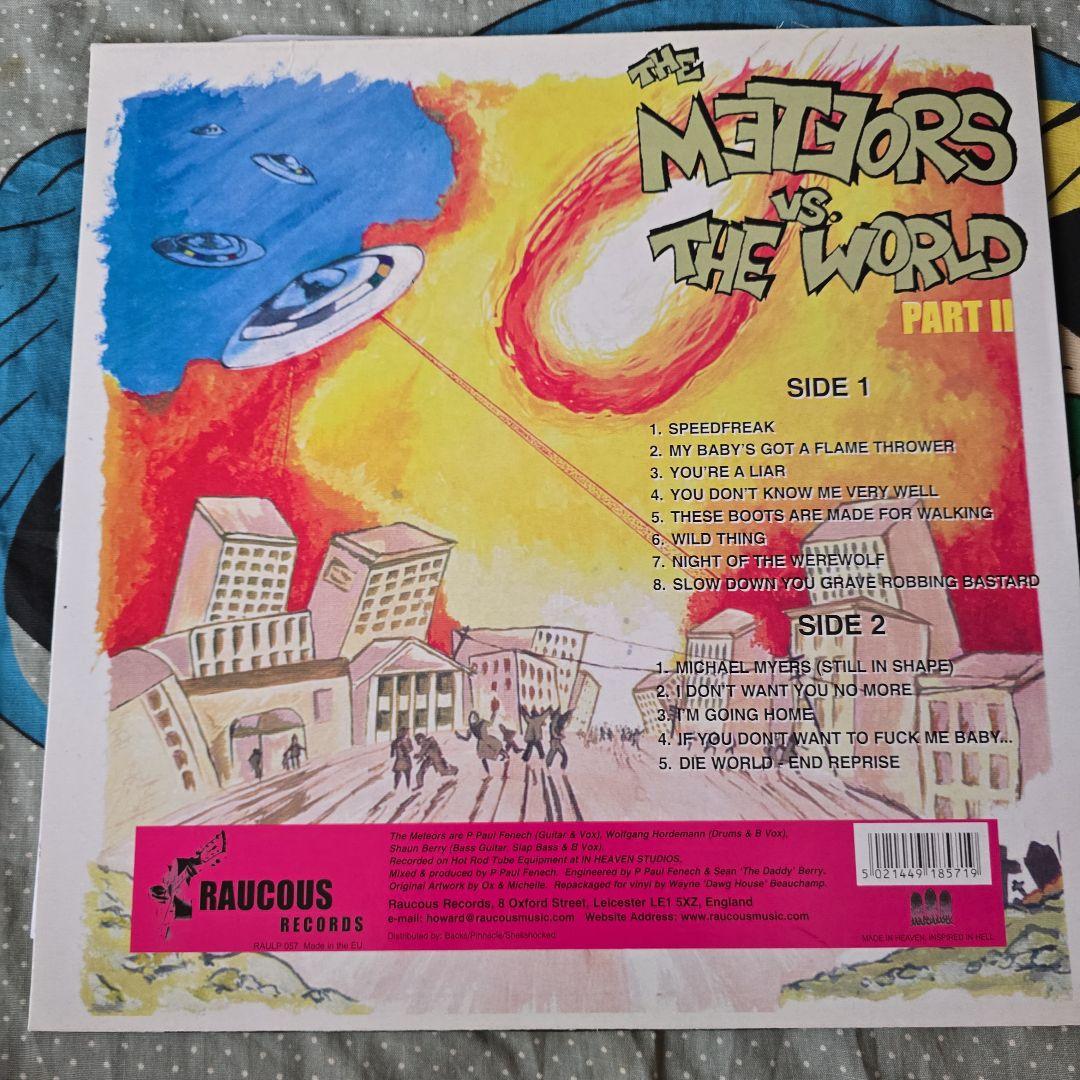 THE
METEORS
VS.
THE WORLD
PART II
SIDE 1
1. SPEEDFREAK
2. MY BABY'S GOT A FLAME THROWER
3. YOU'RE A LIAR
4. YOU DON'T KNOW ME VERY WELL
5. THESE BOOTS ARE MADE FOR WALKING
6. WILD THING
7. NIGHT OF THE WEREWOLF
8. SLOW DOWN YOU GRAVE ROBBING BASTARD
SIDE 2
1. MICHAEL MYERS (STILL IN SHAPE)
2. I DON'T WANT YOU NO MORE
3. I'M GOING HOME
4. IF YOU DON'T WANT TO FUCK ME BABY...
5. DIE WORLD - END REPRISE
The Meteors are P Paul Fenech (Guitar & Vox), Wolfgang Hordemann (Drums & B Vox),
Shaun Berry (Bass Guitar, Slap Bass & B Vox).
Recorded on Hot Rod Tube Equipment at IN HEAVEN STUDIOS.
Mixed & produced by P Paul Fenech. Engineered by P Paul Fenech & Sean 'The Daddy' Berry.
Original Artwork by Ox & Michelle. Repackaged for vinyl by Wayne 'Dawg House' Beauchamp.
Raucous Records, 8 Oxford Street, Leicester LE1 5XZ, England
e-mail: howard@raucousmusic.com Website Address: www.raucousmusic.com
Distributed by: Backs/Pinnacle/Shellshocked
RAUCOUS
RECORDS
RAULP 057 Made in the EU
5 021449 185719
MADE IN HEAVEN, INSPIRED IN HELL